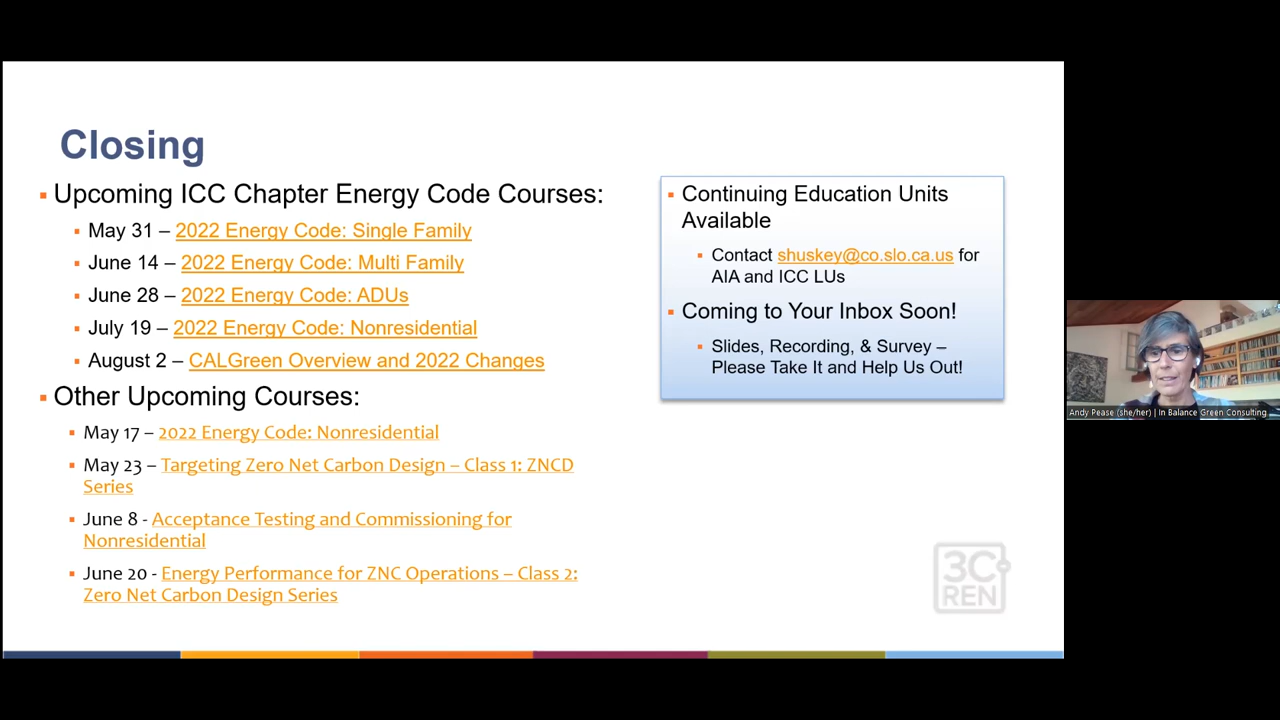 Closing
Upcoming ICC Chapter Energy Code Courses:
May 31 – 2022 Energy Code: Single Family
June 14 – 2022 Energy Code: Multi Family
June 28 – 2022 Energy Code: ADUs
July 19 – 2022 Energy Code: Nonresidential
August 2 – CALGreen Overview and 2022 Changes
Other Upcoming Courses:
May 17 – 2022 Energy Code: Nonresidential
May 23 – Targeting Zero Net Carbon Design – Class 1: ZNCD
Series
June 8 - Acceptance Testing and Commissioning for
Nonresidential
June 20 - Energy Performance for ZNC Operations – Class 2:
Zero Net Carbon Design Series
Continuing Education Units
Available
Contact shuskey@co.slo.ca.us for
AIA and ICC LUs
Coming to Your Inbox Soon!
Slides, Recording, & Survey –
Please Take It and Help Us Out!
3C-
REN
Andy Pease (she/her) | In Balance Green Consulting